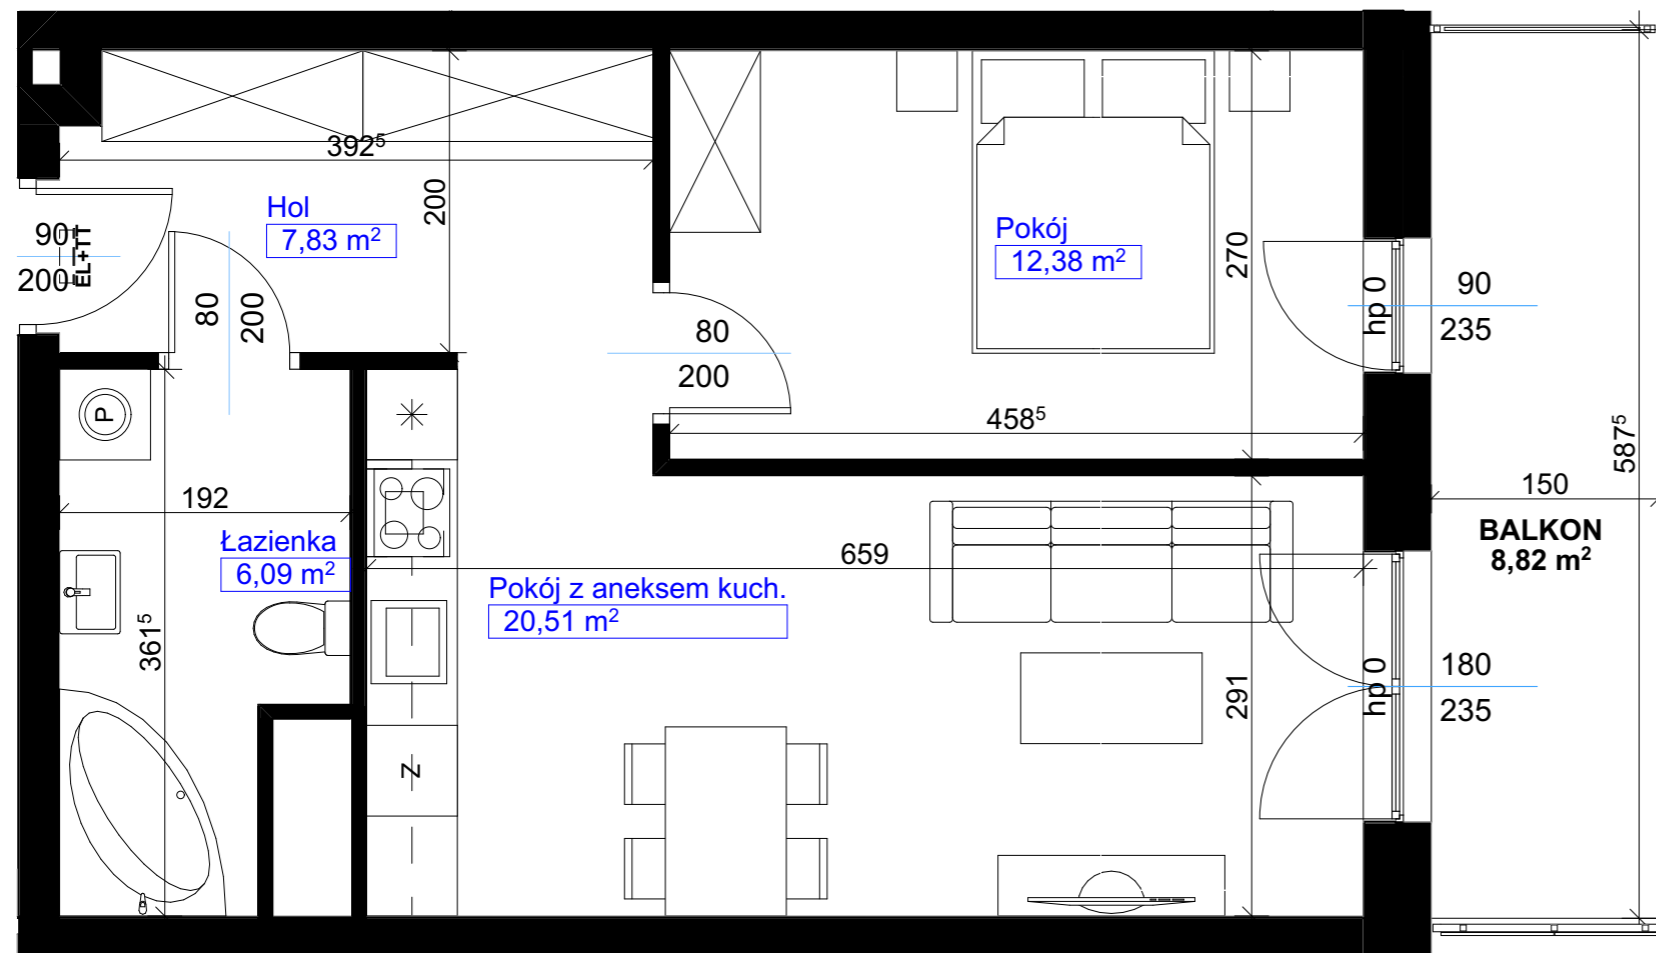 392⁵
200
Hol
7,83 m²
90
200
EL+TT
80
200
Pokój
12,38 m²
270
hp 0
90
235
80
200
458⁵
587⁵
P
192
Łazienka
6,09 m²
361⁵
659
Pokój z aneksem kuch.
20,51 m²
150
BALKON
8,82 m²
291
hp 0
180
235
Z